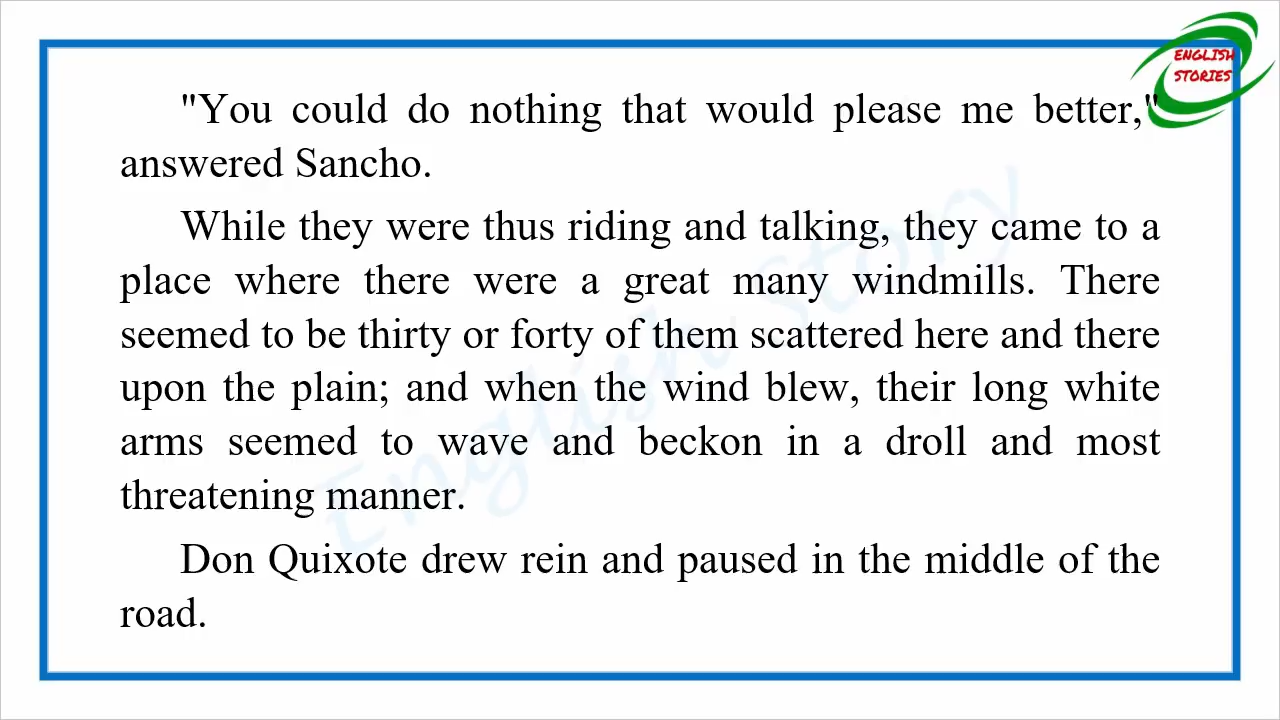 ENGLISH
STORIES
"You could do nothing that would please me better,"
answered Sancho.
While they were thus riding and talking, they came to a
place where there were a great many windmills. There
seemed to be thirty or forty of them scattered here and there
upon the plain; and when the wind blew, their long white
arms seemed to wave and beckon in a droll and most
threatening manner.
Don Quixote drew rein and paused in the middle of the
road.
English Story